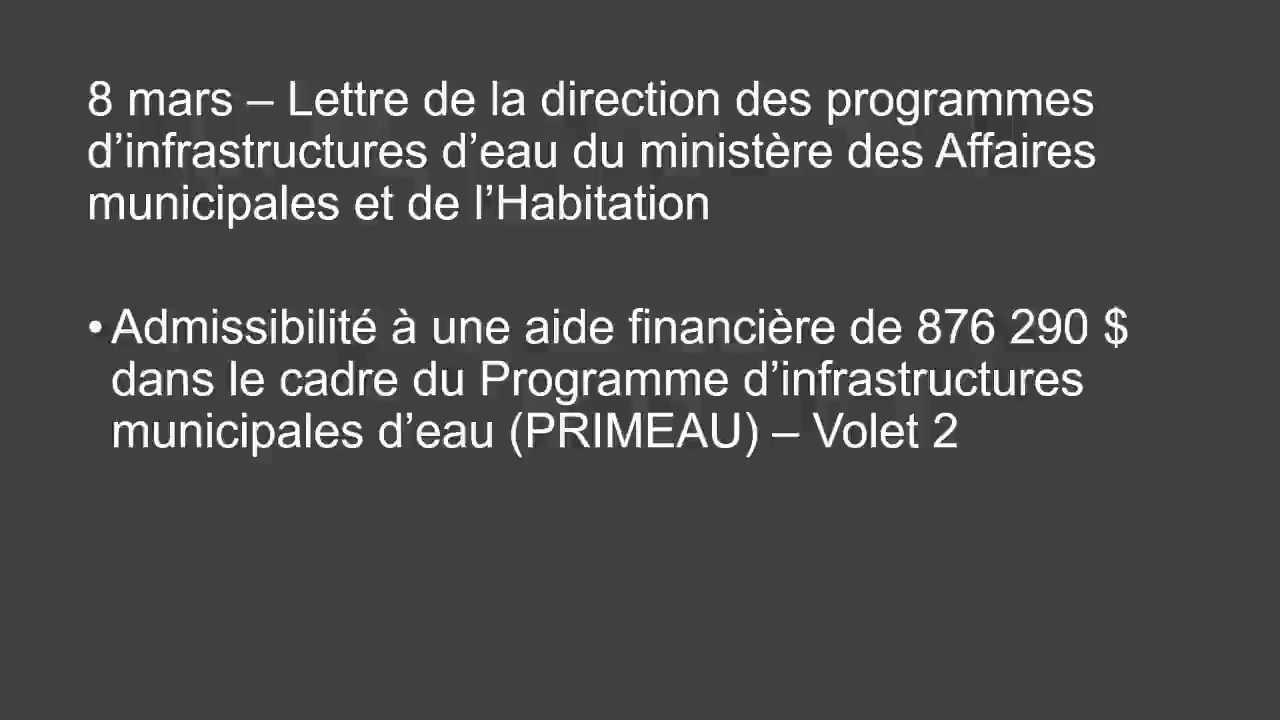 8 mars – Lettre de la direction des programmes
d’infrastructures d’eau du ministère des Affaires
municipales et de l’Habitation
• Admissibilité à une aide financière de 876 290 $
dans le cadre du Programme d’infrastructures
municipales d’eau (PRIMEAU) – Volet 2